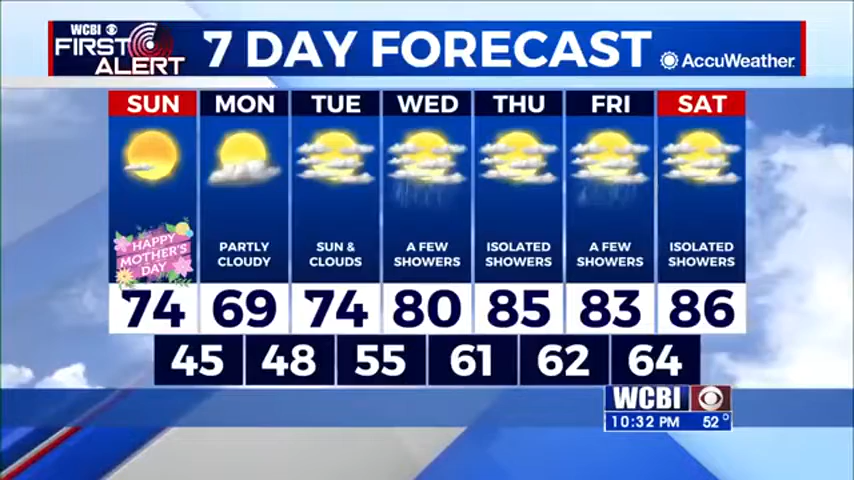 WCBI
FIRST
ALERT
7 DAY FORECAST
AccuWeather
SUN MON TUE WED THU FRI SAT
HAPPY
MOTHER'S
DAY
PARTLY
CLOUDY
SUN &
CLOUDS
A FEW
SHOWERS
ISOLATED
SHOWERS
A FEW
SHOWERS
ISOLATED
SHOWERS
74 69 74 80 85 83 86
45 48 55 61 62 64
WCBI
10:32 PM 52°